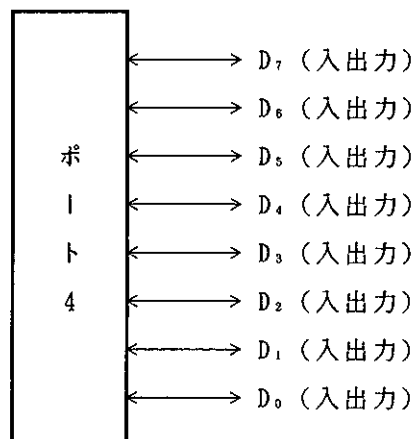 ポート4
D₇ (入出力)
D₆ (入出力)
D₅ (入出力)
D₄ (入出力)
D₃ (入出力)
D₂ (入出力)
D₁ (入出力)
D₀ (入出力)